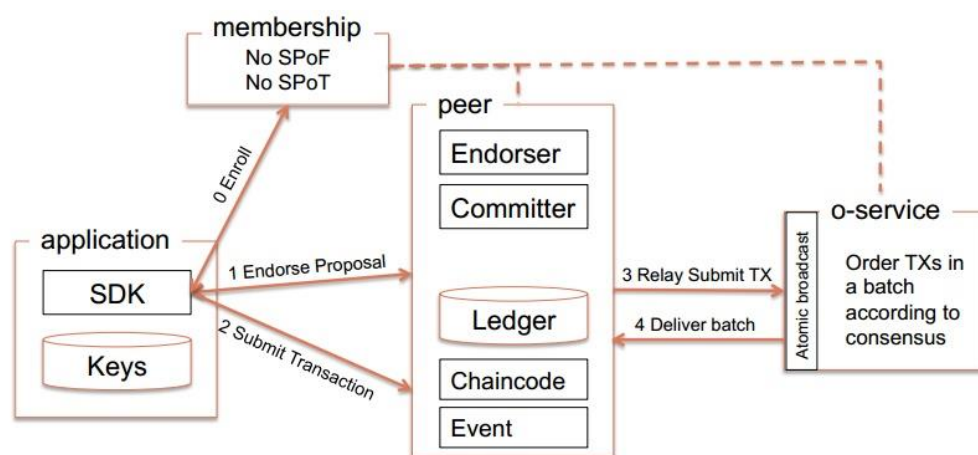 membership
No SPoF
No SPoT
peer
Endorser
Committer
Ledger
Chaincode
Event
0 Enroll
application
SDK
Keys
1 Endorse Proposal
2 Submit Transaction
3 Relay Submit TX
4 Deliver batch
o-service
Atomic broadcast
Order TXs in
a batch
according to
consensus